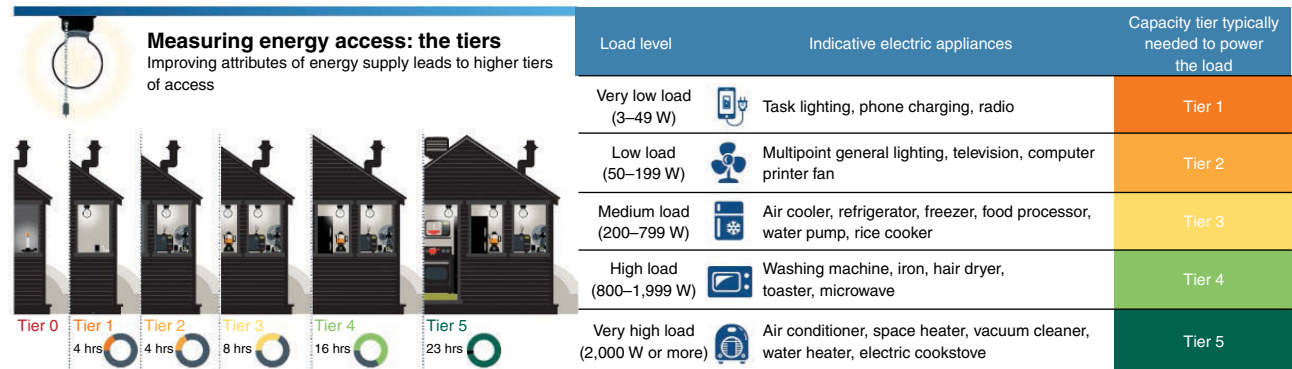 Measuring energy access: the tiers
Improving attributes of energy supply leads to higher tiers
of access
Tier 0
Tier 1
4 hrs
Tier 2
4 hrs
Tier 3
8 hrs
Tier 4
16 hrs
Tier 5
23 hrs
Load level
Indicative electric appliances
Capacity tier typically
needed to power
the load
Very low load
(3–49 W)
Task lighting, phone charging, radio
Tier 1
Low load
(50–199 W)
Multipoint general lighting, television, computer
printer fan
Tier 2
Medium load
(200–799 W)
Air cooler, refrigerator, freezer, food processor,
water pump, rice cooker
Tier 3
High load
(800–1,999 W)
Washing machine, iron, hair dryer,
toaster, microwave
Tier 4
Very high load
(2,000 W or more)
Air conditioner, space heater, vacuum cleaner,
water heater, electric cookstove
Tier 5